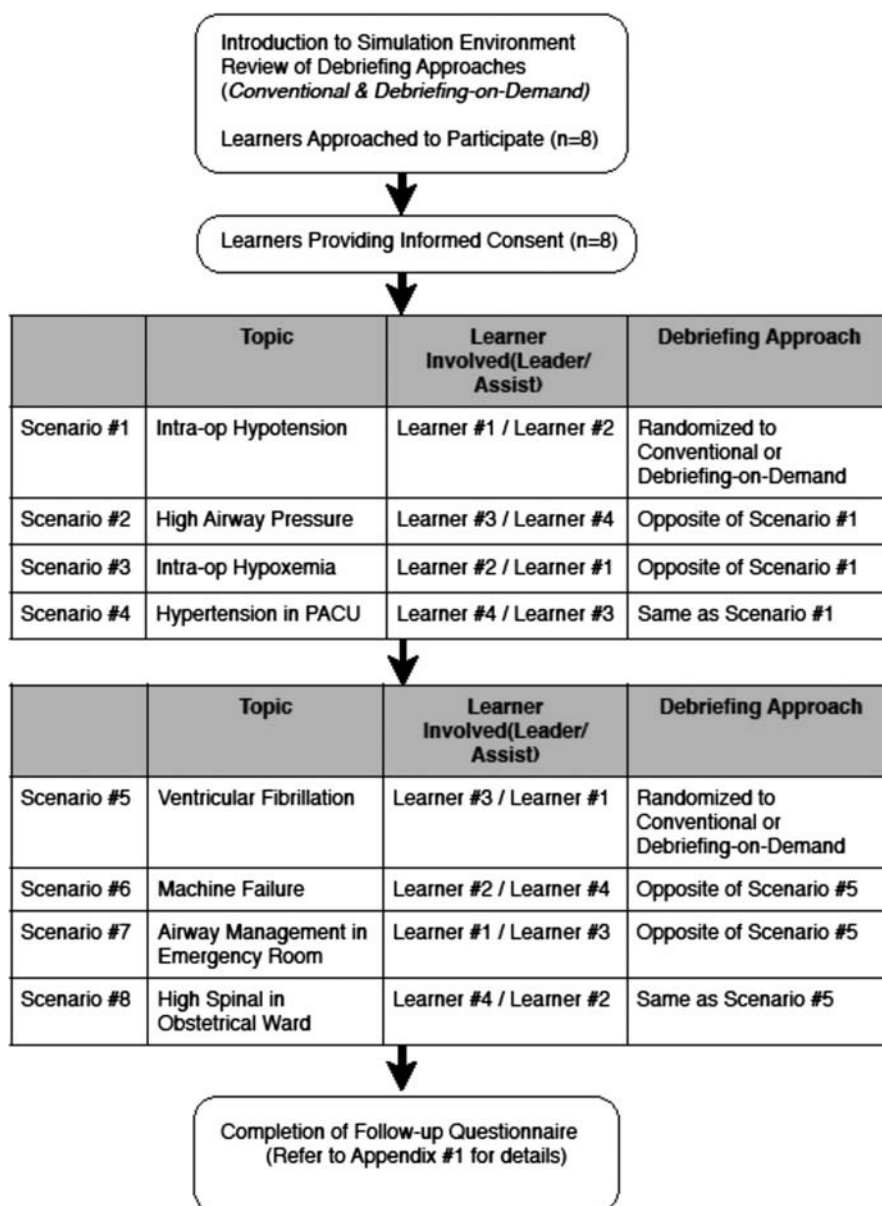 Introduction to Simulation Environment
Review of Debriefing Approaches
(Conventional & Debriefing-on-Demand)
Learners Approached to Participate (n=8)
Learners Providing Informed Consent (n=8)
Topic
Learner
Involved(Leader/
Assist)
Debriefing Approach
Scenario #1
Intra-op Hypotension
Learner #1 / Learner #2
Randomized to
Conventional or
Debriefing-on-Demand
Scenario #2
High Airway Pressure
Learner #3 / Learner #4
Opposite of Scenario #1
Scenario #3
Intra-op Hypoxemia
Learner #2 / Learner #1
Opposite of Scenario #1
Scenario #4
Hypertension in PACU
Learner #4 / Learner #3
Same as Scenario #1
Topic
Learner
Involved(Leader/
Assist)
Debriefing Approach
Scenario #5
Ventricular Fibrillation
Learner #3 / Learner #1
Randomized to
Conventional or
Debriefing-on-Demand
Scenario #6
Machine Failure
Learner #2 / Learner #4
Opposite of Scenario #5
Scenario #7
Airway Management in
Emergency Room
Learner #1 / Learner #3
Opposite of Scenario #5
Scenario #8
High Spinal in
Obstetrical Ward
Learner #4 / Learner #2
Same as Scenario #5
Completion of Follow-up Questionnaire
(Refer to Appendix #1 for details)